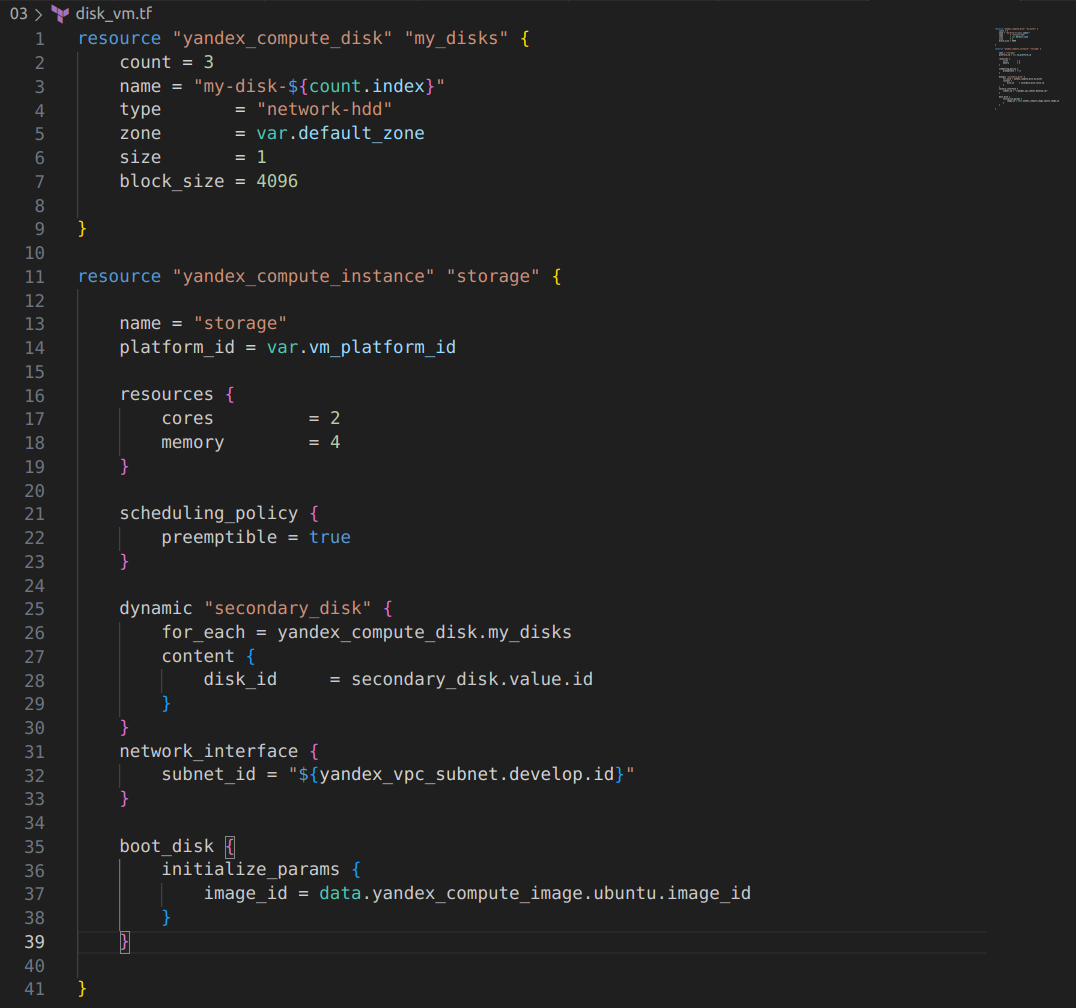 03 > disk_vm.tf
1 resource "yandex_compute_disk" "my_disks" {
2     count = 3
3     name = "my-disk-${count.index}"
4     type       = "network-hdd"
5     zone       = var.default_zone
6     size       = 1
7     block_size = 4096
8
9 }
10
11 resource "yandex_compute_instance" "storage" {
12
13     name = "storage"
14     platform_id = var.vm_platform_id
15
16     resources {
17         cores         = 2
18         memory        = 4
19     }
20
21     scheduling_policy {
22         preemptible = true
23     }
24
25     dynamic "secondary_disk" {
26         for_each = yandex_compute_disk.my_disks
27         content {
28             disk_id     = secondary_disk.value.id
29         }
30     }
31     network_interface {
32         subnet_id = "${yandex_vpc_subnet.develop.id}"
33     }
34
35     boot_disk {
36         initialize_params {
37             image_id = data.yandex_compute_image.ubuntu.image_id
38         }
39     }
40
41 }